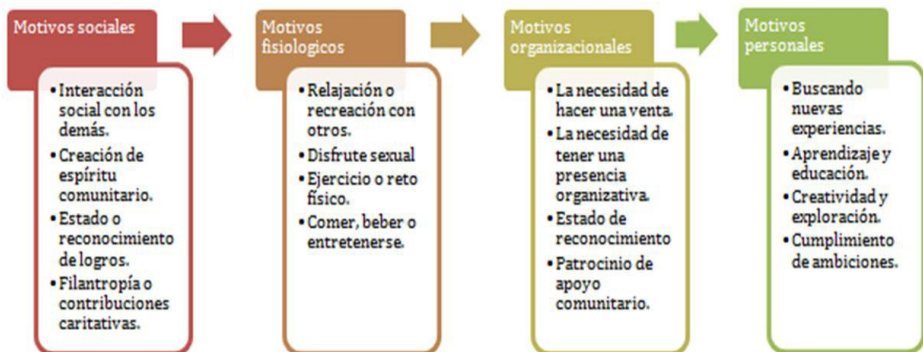 Motivos sociales
• Interacción
social con los
demás.
• Creación de
espíritu
comunitario.
• Estado o
reconocimiento
de logros.
• Filantropía o
contribuciones
caritativas.
Motivos
fisiologicos
• Relajación o
recreación con
otros.
• Disfrute sexual
• Ejercicio o reto
físico.
• Comer, beber o
entretenerse.
Motivos
organizacionales
• La necesidad de
hacer una venta.
• La necesidad de
tener una
presencia
organizativa.
• Estado de
reconocimiento
• Patrocinio de
apoyo
comunitario.
Motivos
personales
• Buscando
nuevas
experiencias.
• Aprendizaje y
educación.
• Creatividad y
exploración.
• Cumplimiento
de ambiciones.